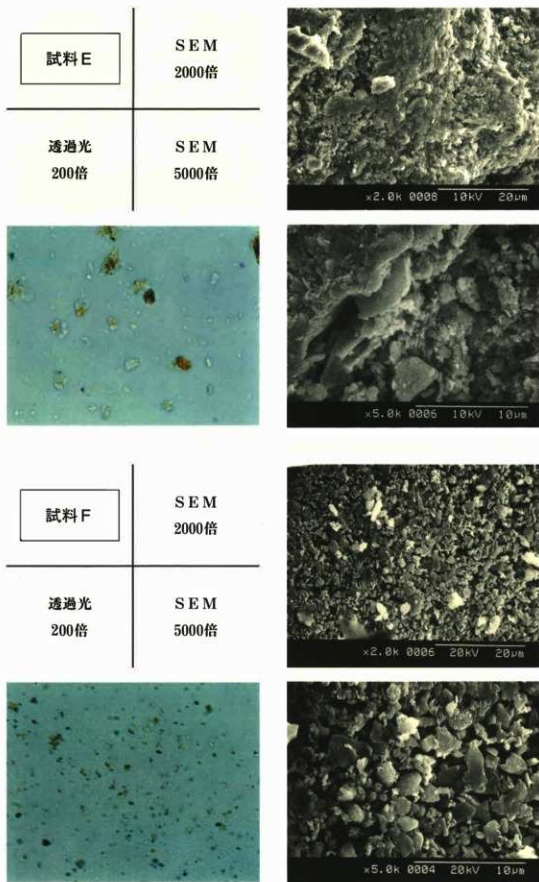 試料E
SEM
2000倍
透過光
200倍
SEM
5000倍
×2.0k 0008 10kV 20μm
×5.0k 0006 10kV 10μm
試料F
SEM
2000倍
透過光
200倍
SEM
5000倍
×2.0k 0006 20kV 20μm
×5.0k 0004 20kV 10μm